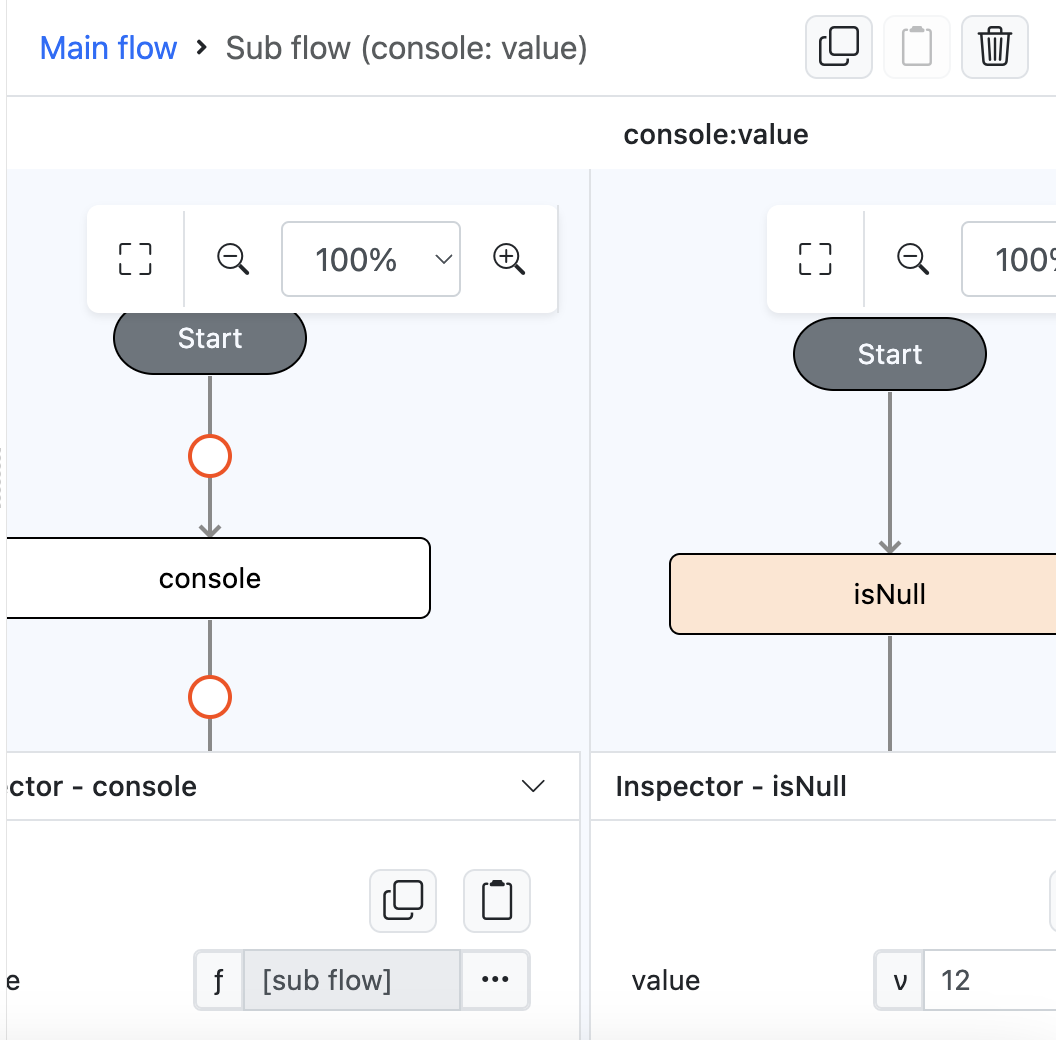 Main flow > Sub flow (console: value)
console:value
100%
100%
Start
Start
console
isNull
ctor - console
Inspector - isNull
e
ƒ
[sub flow]
...
value
ν
12